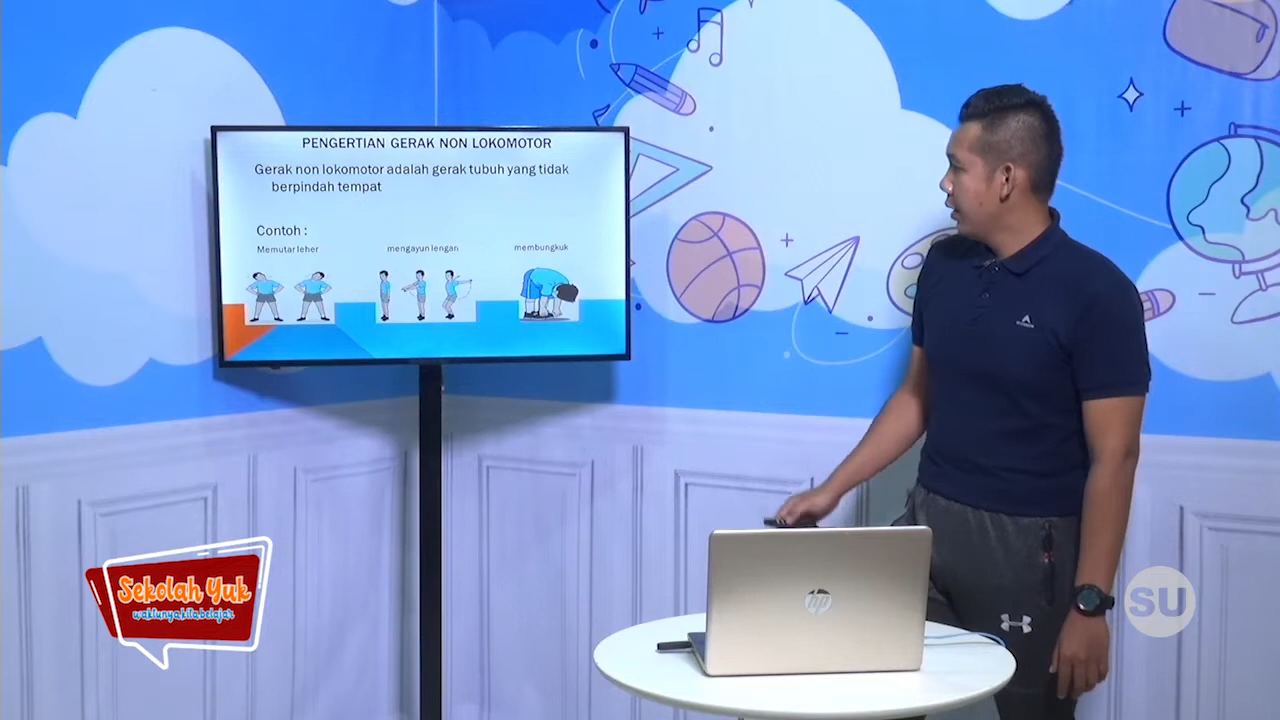 PENGERTIAN GERAK NON LOKOMOTOR
Gerak non lokomotor adalah gerak tubuh yang tidak
berpindah tempat
Contoh :
Memutar leher
mengayun lengan
membungkuk
Sekolah Yuk
waktunya kita belajar
hp
SU